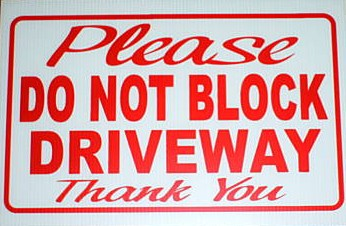 Please
DO NOT BLOCK
DRIVEWAY
Thank You